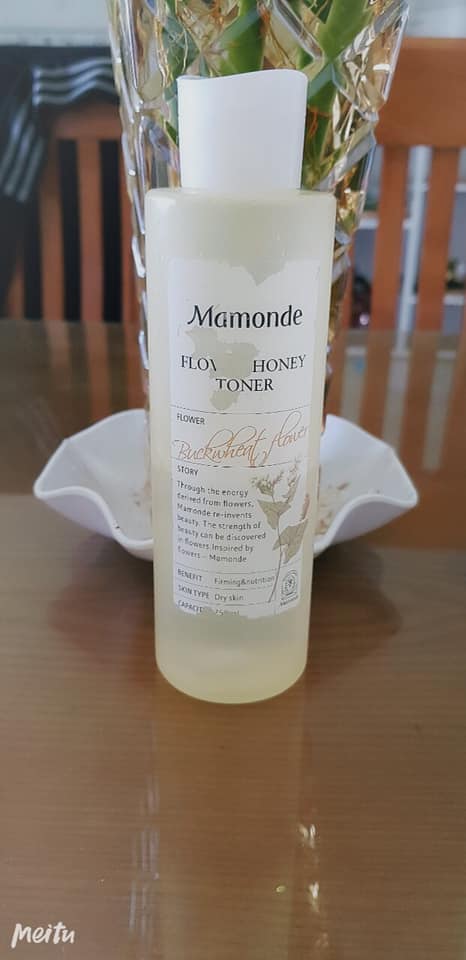 Mamonde
FLOW HONEY
TONER
FLOWER
Buckwheat flower
STORY
Through the energy
derived from flowers,
Mamonde re-invents
beauty. The strength of
beauty can be discovered
in flowers. Inspired by
flowers - Mamonde
BENEFIT Firming&nutrition
SKIN TYPE Dry skin
250ml
Meitu